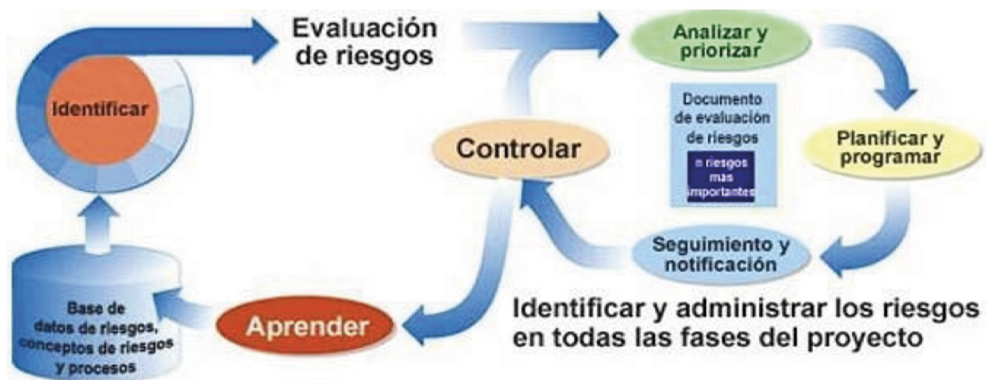 Identificar
Evaluación
de riesgos
Analizar y
priorizar
Documento
de evaluación
de riesgos
n riesgos
mas
importantes
Planificar y
programar
Controlar
Seguimiento y
notificación
Aprender
Base de
datos de riesgos,
conceptos de riesgos
y procesos
Identificar y administrar los riesgos
en todas las fases del proyecto